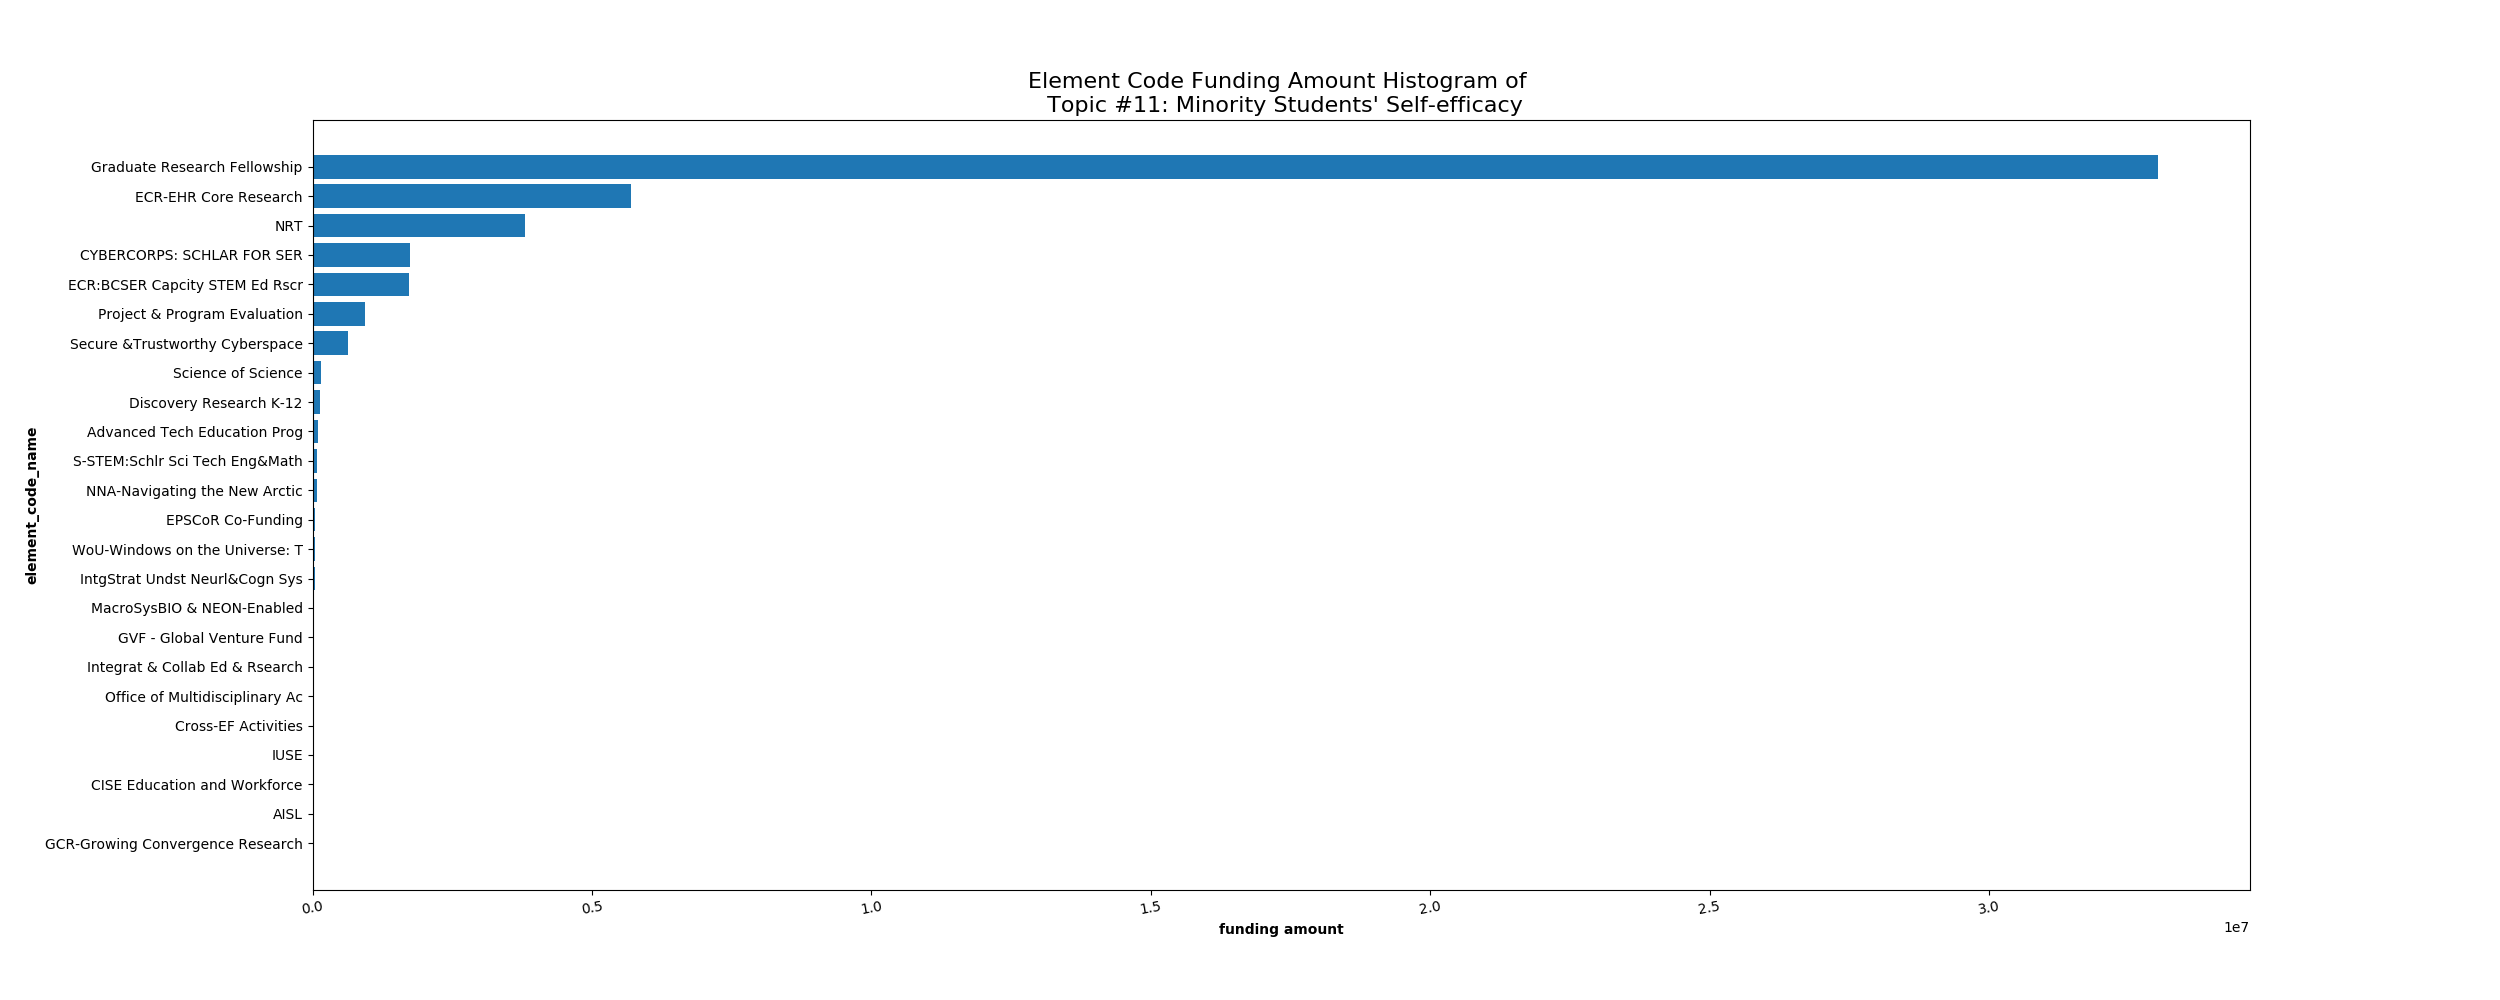 Element Code Funding Amount Histogram of
Topic #11: Minority Students' Self-efficacy
Graduate Research Fellowship
ECR-EHR Core Research
NRT
CYBERCORPS: SCHLAR FOR SER
ECR:BCSER Capcity STEM Ed Rscr
Project & Program Evaluation
Secure &Trustworthy Cyberspace
Science of Science
Discovery Research K-12
Advanced Tech Education Prog
S-STEM:Schlr Sci Tech Eng&Math
NNA-Navigating the New Arctic
EPSCoR Co-Funding
WoU-Windows on the Universe: T
IntgStrat Undst Neurl&Cogn Sys
MacroSysBIO & NEON-Enabled
GVF - Global Venture Fund
Integrat & Collab Ed & Rsearch
Office of Multidisciplinary Ac
Cross-EF Activities
IUSE
CISE Education and Workforce
AISL
GCR-Growing Convergence Research
element_code_name
0.0 0.5 1.0 1.5 2.0 2.5 3.0
1e7
funding amount